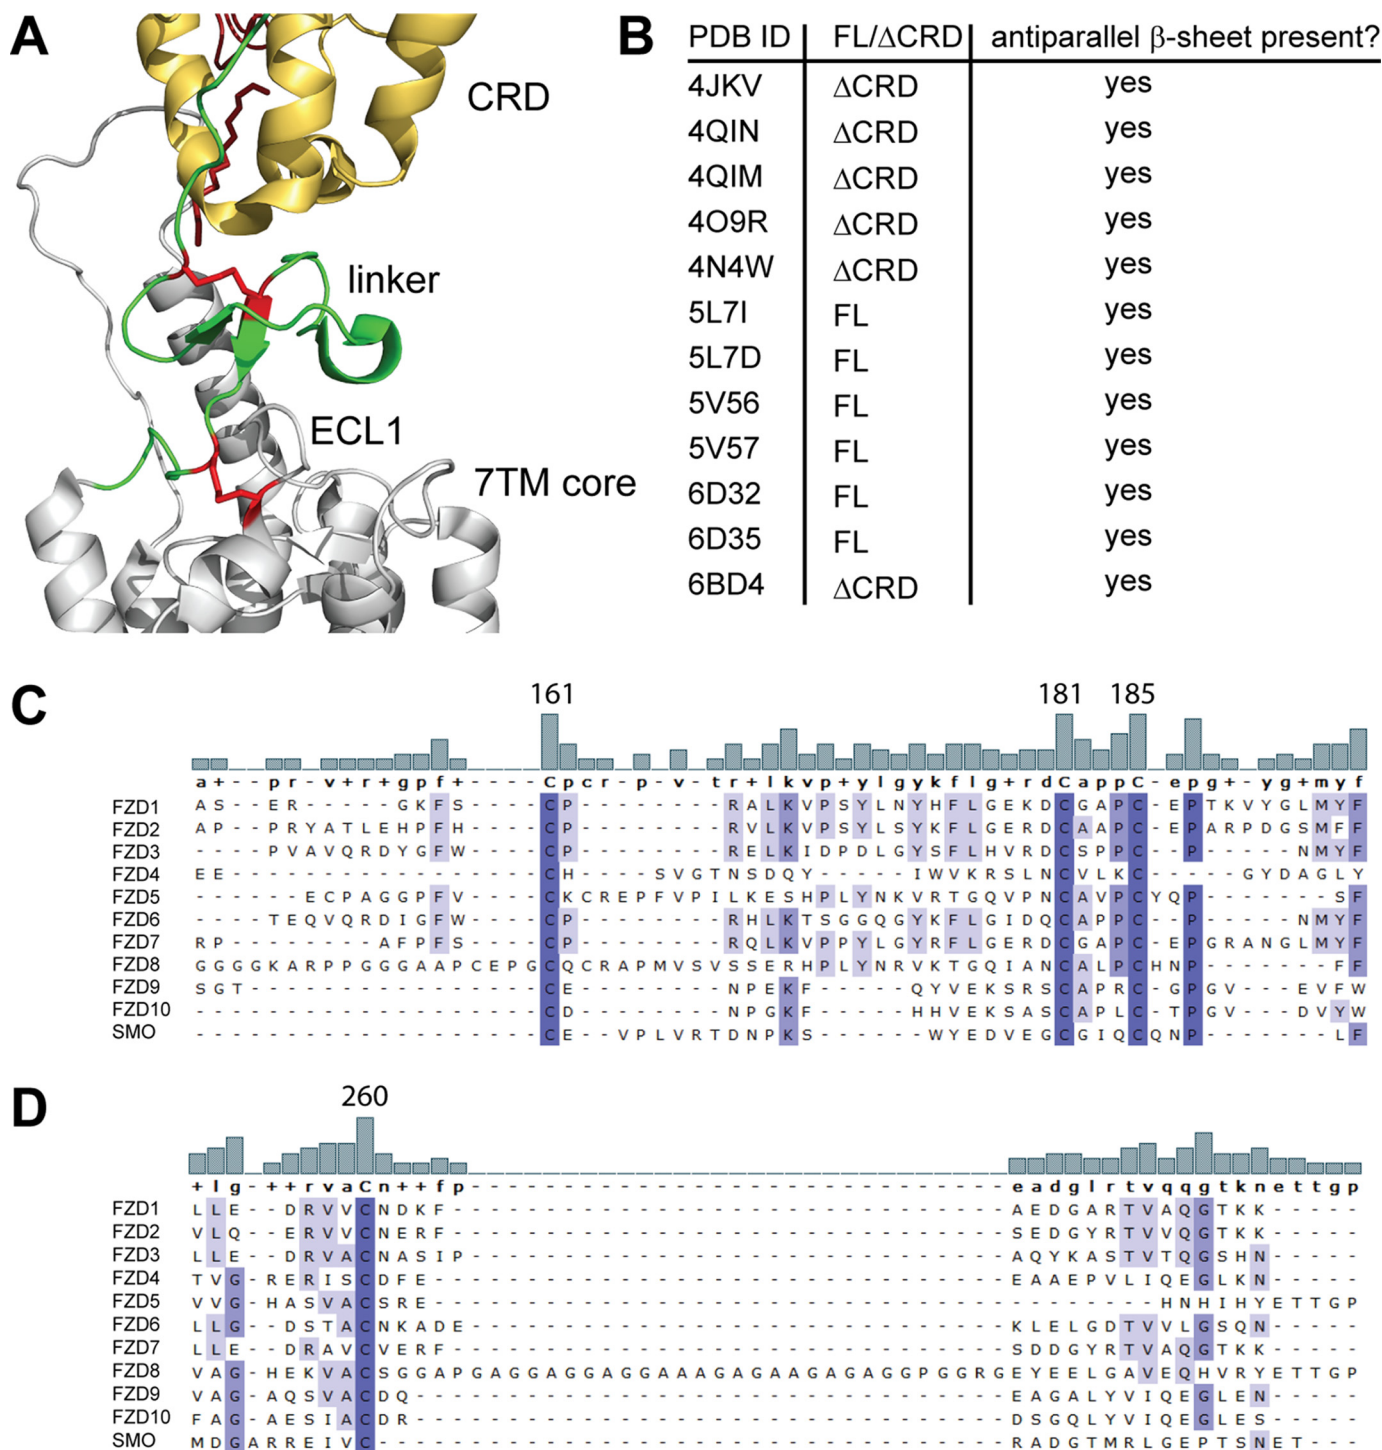 A
CRD
linker
ECL1
7TM core
B
PDB ID FL/ΔCRD antiparallel β-sheet present?
4JKV ΔCRD yes
4QIN ΔCRD yes
4QIM ΔCRD yes
4O9R ΔCRD yes
4N4W ΔCRD yes
5L7I FL yes
5L7D FL yes
5V56 FL yes
5V57 FL yes
6D32 FL yes
6D35 FL yes
6BD4 ΔCRD yes
C
161 181 185
a + - - p r - v + r + g p f + - - - - C p c r - p - v - t r + l k v p + y l g y k f l g + r d C a p p C - e p g + - y g + m y f
FZD1 A S - - E R - - - - - G K F S - - - - C P - - - - - - - - R A L K V P S Y L N Y H F L G E K D C G A P C - E P T K V Y G L M Y F
FZD2 A P - - P R Y A T L E H P F H - - - - C P - - - - - - - - R V L K V P S Y L S Y K F L G E R D C A A P C - E P A R P D G S M F F
FZD3 - - - - P V A V Q R D Y G F W - - - - C P - - - - - - - - R E L K I D P D L G Y S F L H V R D C S P P C - P - - - - - N M Y F
FZD4 E E - - - - - - - - - - - - - - - - - C H - - - - S V G T N S D Q Y - - - - - I W V K R S L N C V L K C - - - - - G Y D A G L Y
FZD5 - - - - - - E C P A G G P F V - - - - C K C R E P F V P I L K E S H P L Y N K V R T G Q V P N C A V P C Y Q P - - - - - - - S F
FZD6 - - - - T E Q V Q R D I G F W - - - - C P - - - - - - - - R H L K T S G G Q G Y K F L G I D Q C A P P C - P - - - - - N M Y F
FZD7 R P - - - - - - - - A F P F S - - - - C P - - - - - - - - R Q L K V P P Y L G Y R F L G E R D C G A P C - E P G R A N G L M Y F
FZD8 G G G G K A R P P G G G A A P C E P G C Q C R A P M V S V S S E R H P L Y N R V K T G Q I A N C A L P C H N P - - - - - - - F F
FZD9 S G T - - - - - - - - - - - - - - - - C E - - - - - - - - N P E K F - - - - - Q Y V E K S R S C A P R C - G P G V - - - E V F W
FZD10 - - - - - - - - - - - - - - - - - - - C D - - - - - - - - N P G K F - - - - - H H V E K S A S C A P L C - T P G V - - - D V Y W
SMO - - - - - - - - - - - - - - - - - - - C E - - V P L V R T D N P K S - - - - - - W Y E D V E G C G I Q C Q N P - - - - - - - L F
D
260
+ l g - + + r v a C n + + f p - - - - - - - - - - - - - - - - - - - - - - - - - - - - - e a d g l r t v q q g t k n e t t g p
FZD1 L L E - - D R V V C N D K F - - - - - - - - - - - - - - - - - - - - - - - - - - - - - - A E D G A R T V A Q G T K K - - - - -
FZD2 V L Q - - E R V V C N E R F - - - - - - - - - - - - - - - - - - - - - - - - - - - - - - S E D G Y R T V V Q G T K K - - - - -
FZD3 L L E - - D R V A C N A S I P - - - - - - - - - - - - - - - - - - - - - - - - - - - - - A Q Y K A S T V T Q G S H N - - - - -
FZD4 T V G - R E R I S C D F E - - - - - - - - - - - - - - - - - - - - - - - - - - - - - - - E A A E P V L I Q E G L K N - - - - -
FZD5 V V G - H A S V A C S R E - - - - - - - - - - - - - - - - - - - - - - - - - - - - - - - - - - - - - - - H N H I H Y E T T G P
FZD6 L L G - - D S T A C N K A D E - - - - - - - - - - - - - - - - - - - - - - - - - - - - - K L E L G D T V V L G S Q N - - - - -
FZD7 L L E - - D R A V C V E R F - - - - - - - - - - - - - - - - - - - - - - - - - - - - - - S D D G Y R T V A Q G T K K - - - - -
FZD8 V A G - H E K V A C S G G A P G A G G A G G A G G A A A G A G A A G A G A G G P G G R G E Y E E L G A V E Q H V R Y E T T G P
FZD9 V A G - A Q S V A C D Q - - - - - - - - - - - - - - - - - - - - - - - - - - - - - - - - E A G A L Y V I Q E G L E N - - - - -
FZD10 F A G - A E S I A C D R - - - - - - - - - - - - - - - - - - - - - - - - - - - - - - - - D S G Q L Y V I Q E G L E S - - - - -
SMO M D G A R R E I V C - - - - - - - - - - - - - - - - - - - - - - - - - - - - - - - - - - R A D G T M R L G E P T S N E T - - -